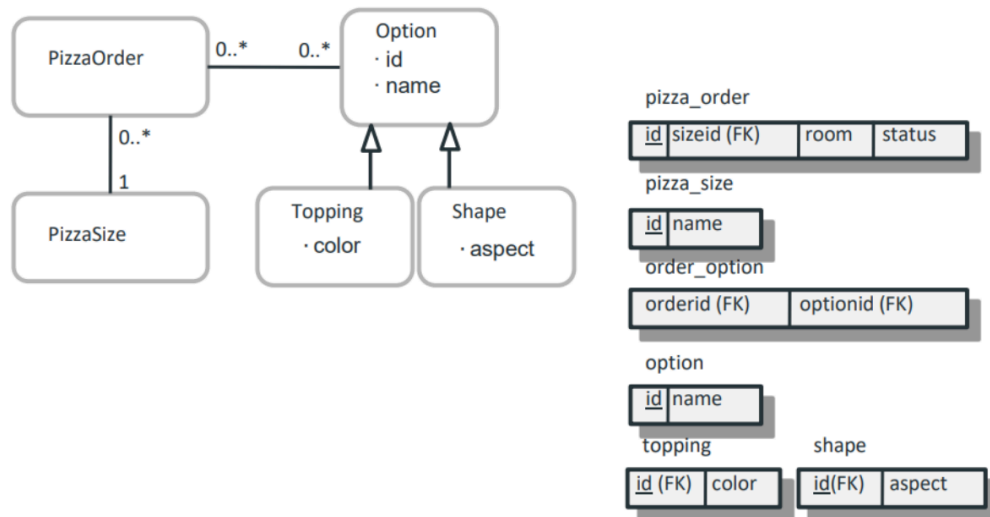 PizzaOrder
0..*
0..*
Option
· id
· name
0..*
1
PizzaSize
Topping
· color
Shape
· aspect
pizza_order
id sizeid (FK) room status
pizza_size
id name
order_option
orderid (FK) optionid (FK)
option
id name
topping
id (FK) color
shape
id(FK) aspect